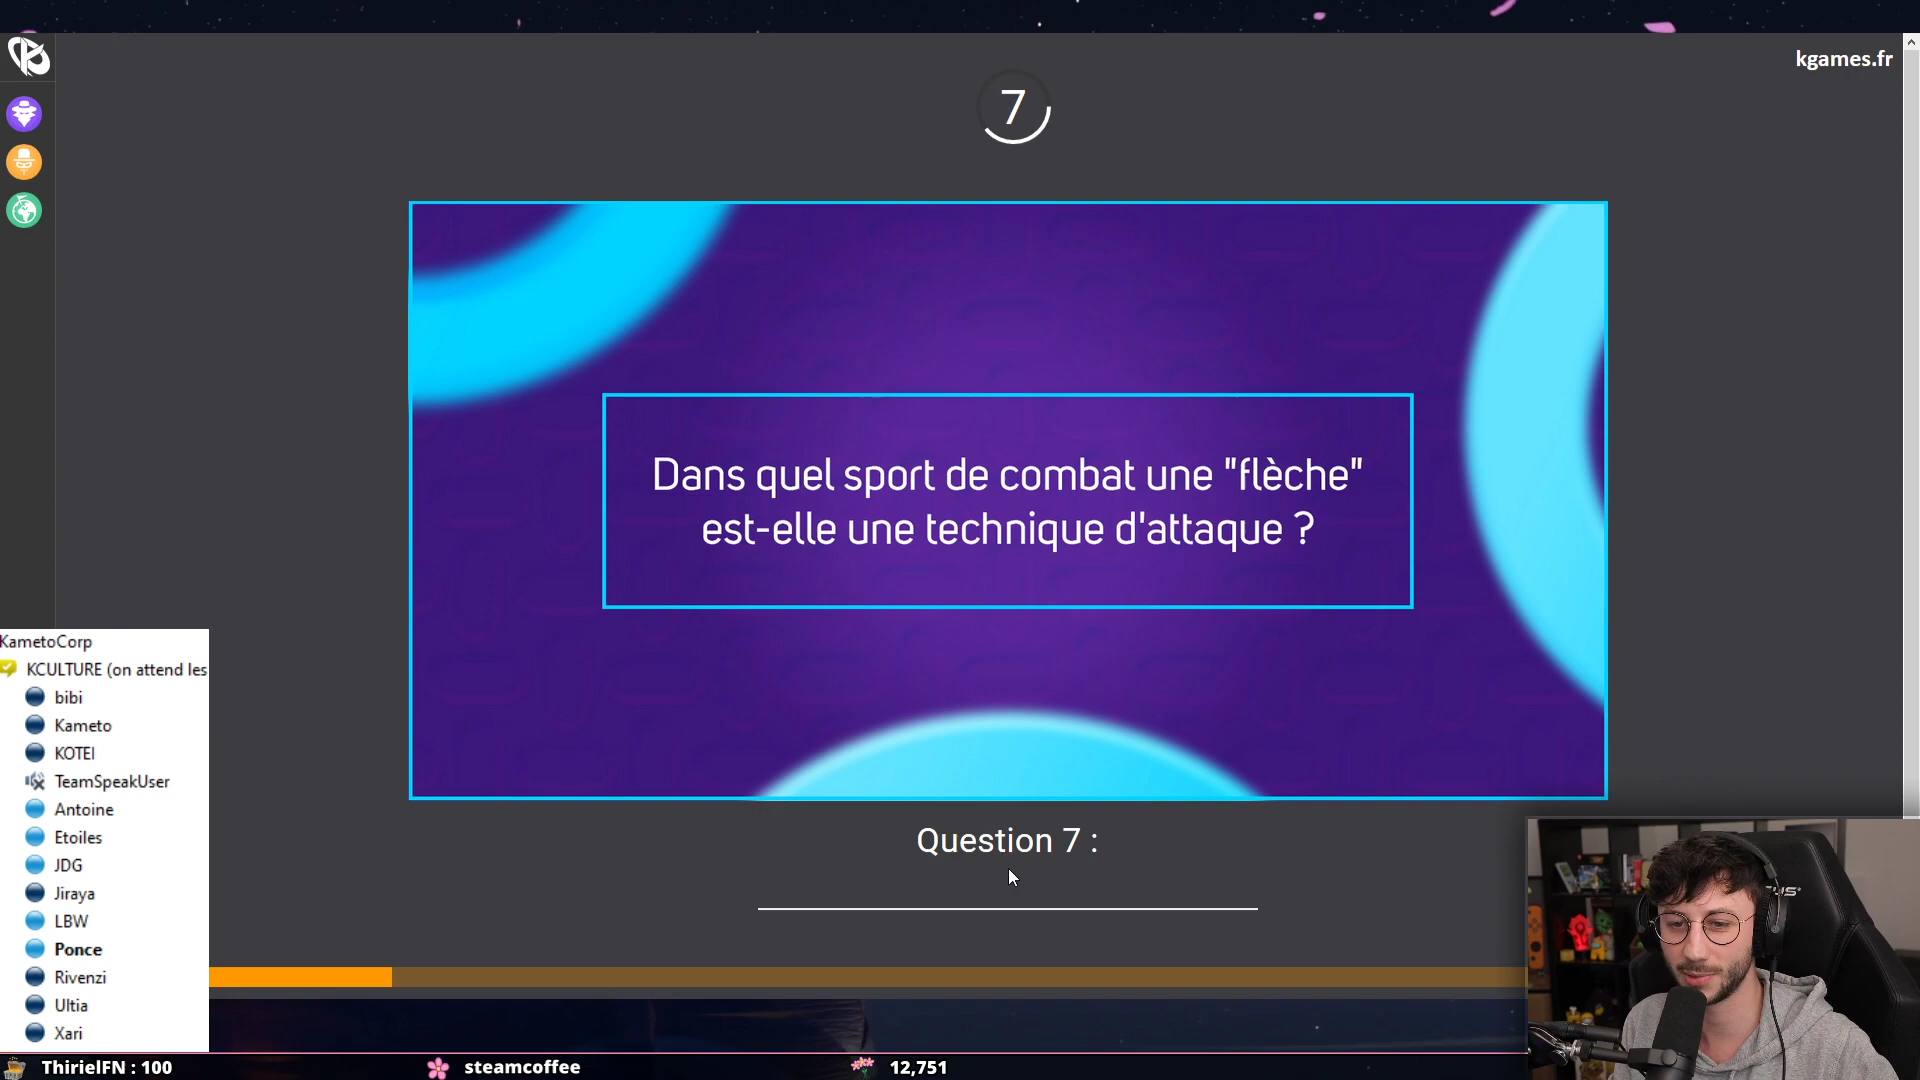 kgames.fr
7
Dans quel sport de combat une "flèche"
est-elle une technique d'attaque ?
Question 7 :
KametoCorp
KCULTURE (on attend les
bibi
Kameto
KOTEI
TeamSpeakUser
Antoine
Etoiles
JDG
Jiraya
LBW
Ponce
Rivenzi
Ultia
Xari
ThirielFN : 100
steamcoffee
12,751